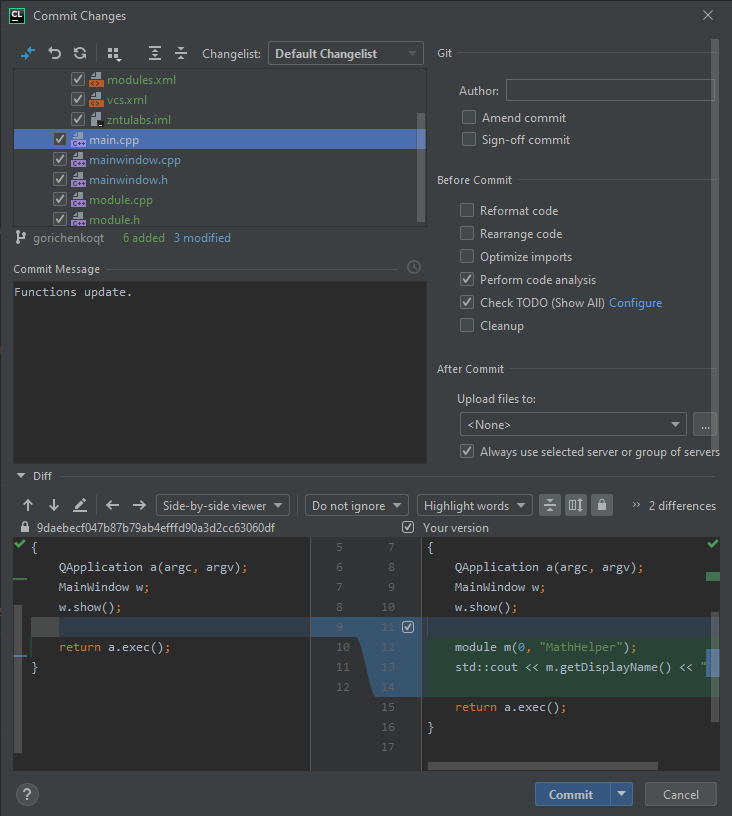 CL Commit Changes
Changelist: Default Changelist
modules.xml
vcs.xml
zntulabs.iml
main.cpp
mainwindow.cpp
mainwindow.h
module.cpp
module.h
gorichenkoqt 6 added 3 modified
Commit Message
Functions update.
Git
Author:
Amend commit
Sign-off commit
Before Commit
Reformat code
Rearrange code
Optimize imports
Perform code analysis
Check TODO (Show All) Configure
Cleanup
After Commit
Upload files to:
<None>
...
Always use selected server or group of servers
Diff
Side-by-side viewer Do not ignore Highlight words 2 differences
9daebecf047b87b79ab4efffd90a3d2cc63060df Your version
{ 5 7 {
QApplication a(argc, argv); 6 8 QApplication a(argc, argv);
MainWindow w; 7 9 MainWindow w;
w.show(); 8 10 w.show();
9 11
return a.exec(); 10 12 module m(0, "MathHelper");
} 11 13 std::cout << m.getDisplayName() << "
12 14
15 return a.exec();
16 }
17
? Commit Cancel